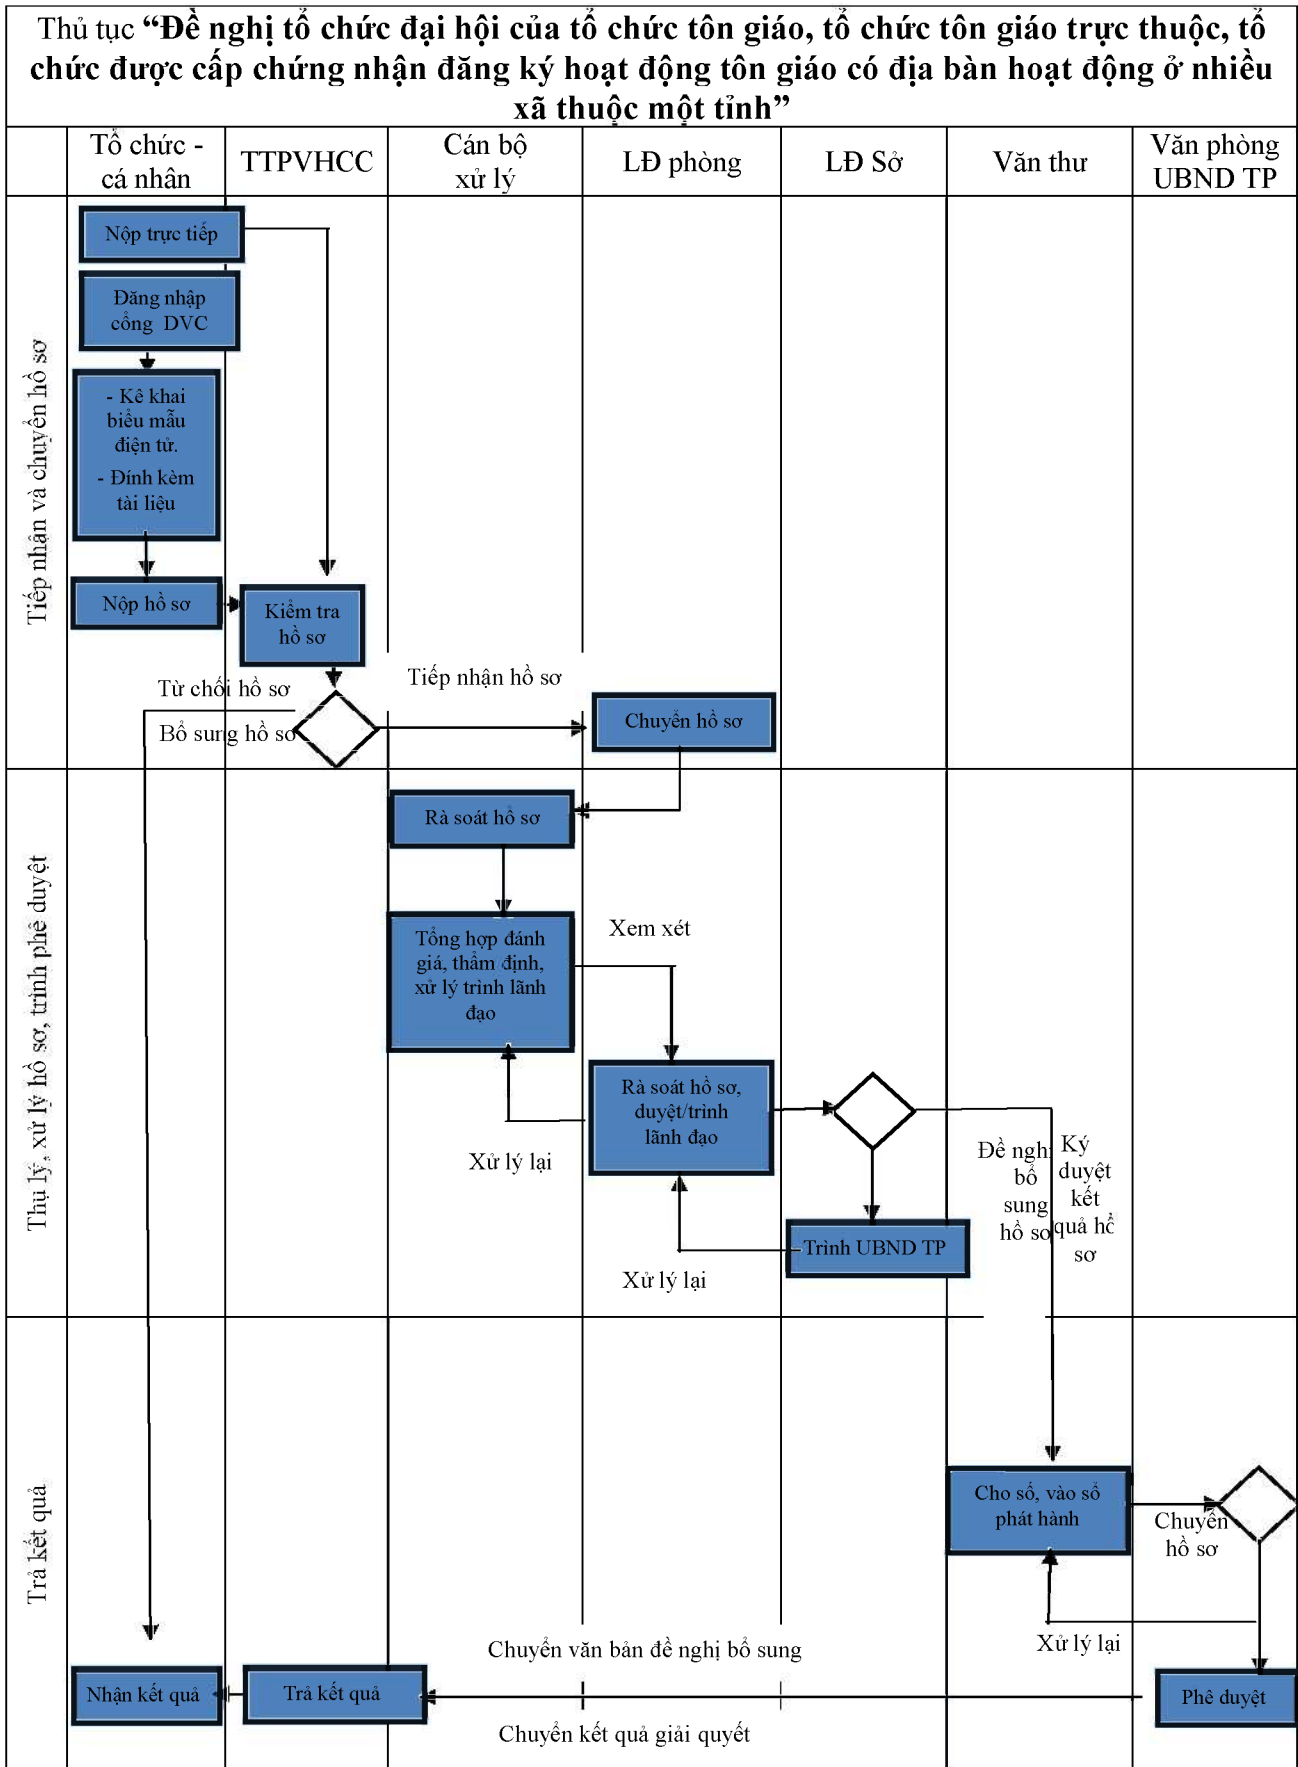 Thủ tục “Đề nghị tổ chức đại hội của tổ chức tôn giáo, tổ chức tôn giáo trực thuộc, tổ
chức được cấp chứng nhận đăng ký hoạt động tôn giáo có địa bàn hoạt động ở nhiều
xã thuộc một tỉnh”
Tổ chức -
cá nhân
TTPVHCC
Cán bộ
xử lý
LĐ phòng
LĐ Sở
Văn thư
Văn phòng
UBND TP
Tiếp nhận và chuyển hồ sơ
Nộp trực tiếp
Đăng nhập
cổng DVC
- Kê khai
biểu mẫu
điện tử.
- Đính kèm
tài liệu
Nộp hồ sơ
Kiểm tra
hồ sơ
Từ chối hồ sơ
Bổ sung hồ sơ
Tiếp nhận hồ sơ
Chuyển hồ sơ
Thụ lý, xử lý hồ sơ, trình phê duyệt
Rà soát hồ sơ
Tổng hợp đánh
giá, thẩm định,
xử lý trình lãnh
đạo
Xem xét
Rà soát hồ sơ,
duyệt/trình
lãnh đạo
Xử lý lại
Trình UBND TP
Xử lý lại
Đề nghị
bổ
sung
hồ sơ
Ký
duyệt
kết
quả hồ
sơ
Trả kết quả
Cho số, vào sổ
phát hành
Chuyển
hồ sơ
Xử lý lại
Chuyển văn bản đề nghị bổ sung
Nhận kết quả
Trả kết quả
Phê duyệt
Chuyển kết quả giải quyết